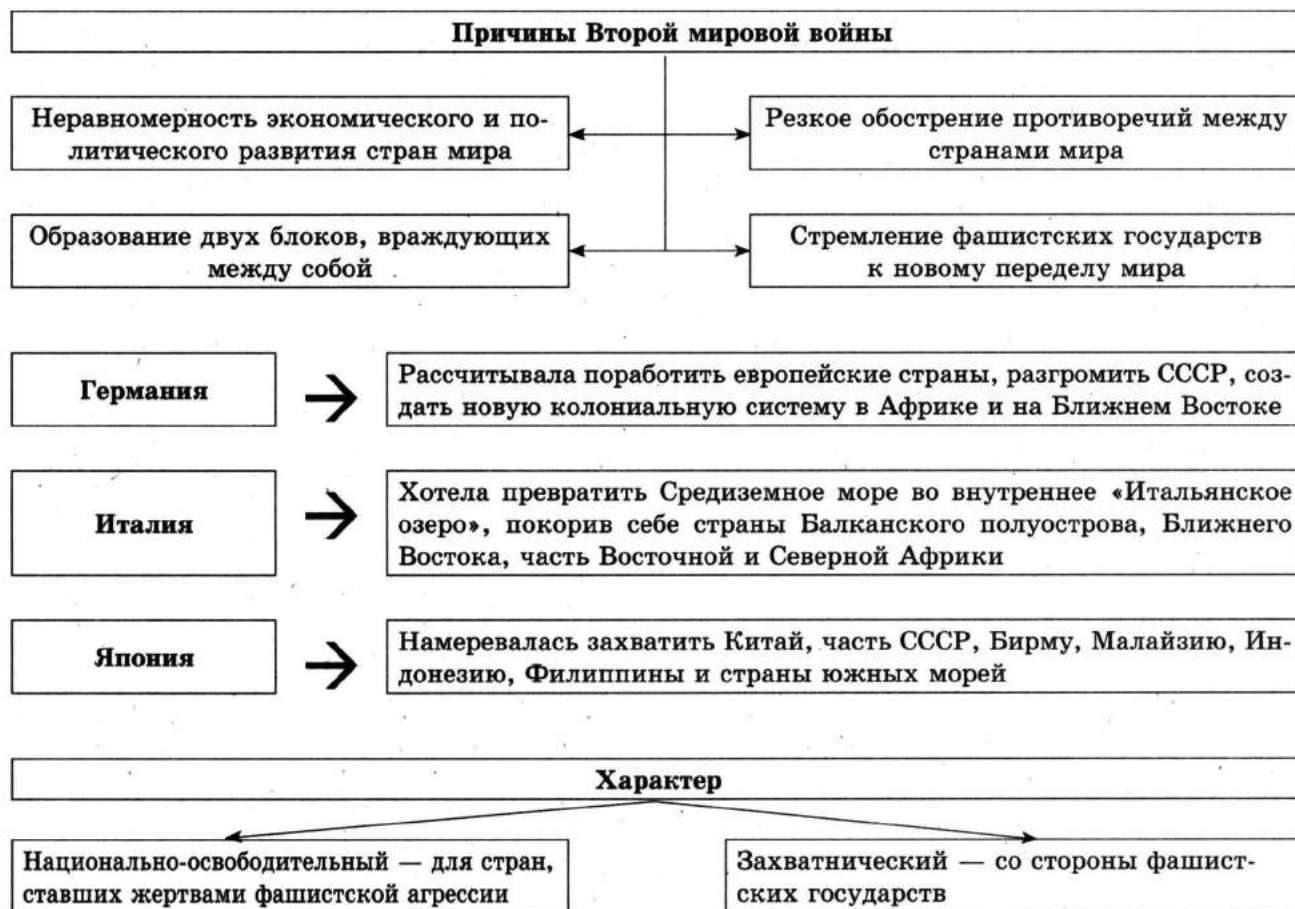 Причины Второй мировой войны
Неравномерность экономического и по-
литического развития стран мира
Резкое обострение противоречий между
странами мира
Образование двух блоков, враждующих
между собой
Стремление фашистских государств
к новому переделу мира
Германия
Рассчитывала поработить европейские страны, разгромить СССР, соз-
дать новую колониальную систему в Африке и на Ближнем Востоке
Италия
Хотела превратить Средиземное море во внутреннее «Итальянское
озеро», покорив себе страны Балканского полуострова, Ближнего
Востока, часть Восточной и Северной Африки
Япония
Намеревалась захватить Китай, часть СССР, Бирму, Малайзию, Ин-
донезию, Филиппины и страны южных морей
Характер
Национально-освободительный — для стран,
ставших жертвами фашистской агрессии
Захватнический — со стороны фашист-
ских государств